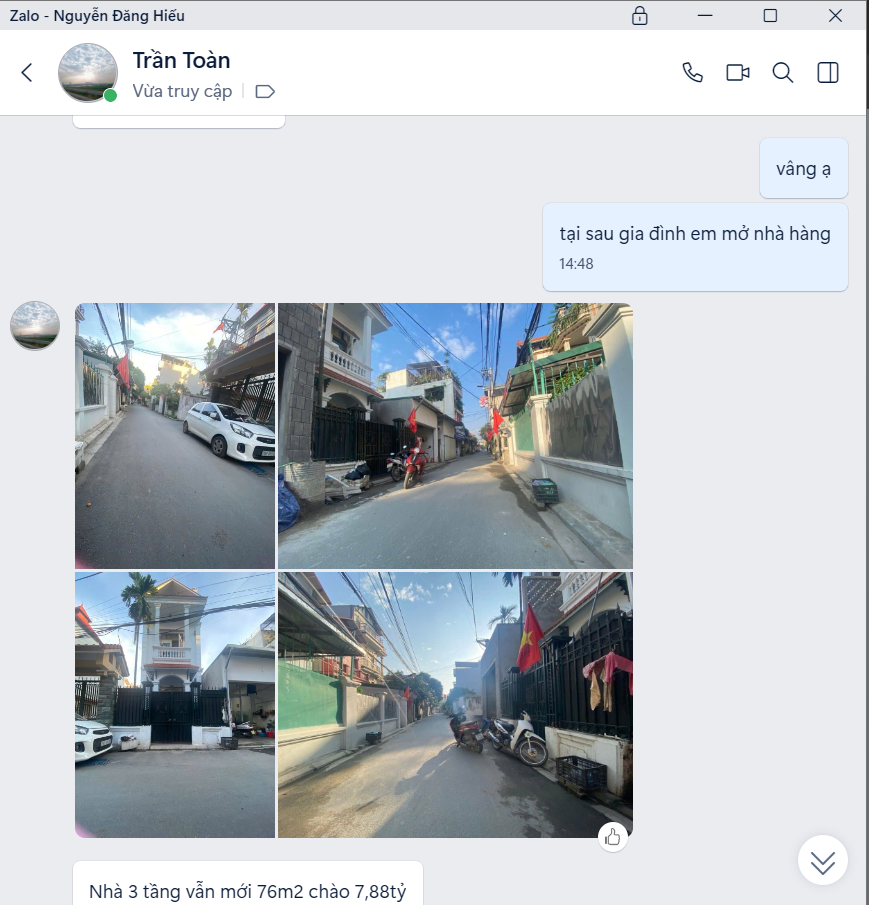 Zalo - Nguyễn Đăng Hiếu
Trần Toàn
Vừa truy cập
vâng ạ
tại sau gia đình em mở nhà hàng
14:48
Nhà 3 tầng vẫn mới 76m2 chào 7,88tỷ